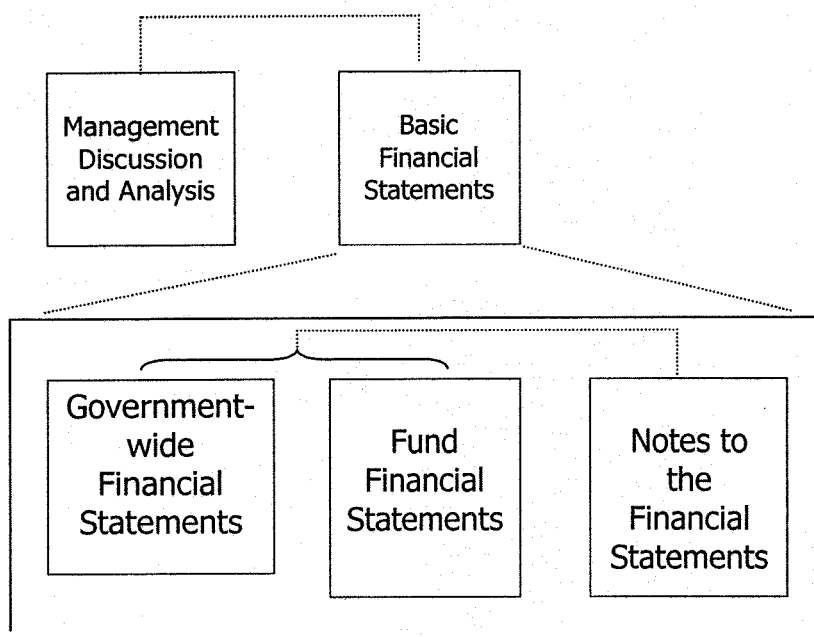 Management
Discussion
and Analysis
Basic
Financial
Statements
Government-
wide
Financial
Statements
Fund
Financial
Statements
Notes to
the
Financial
Statements